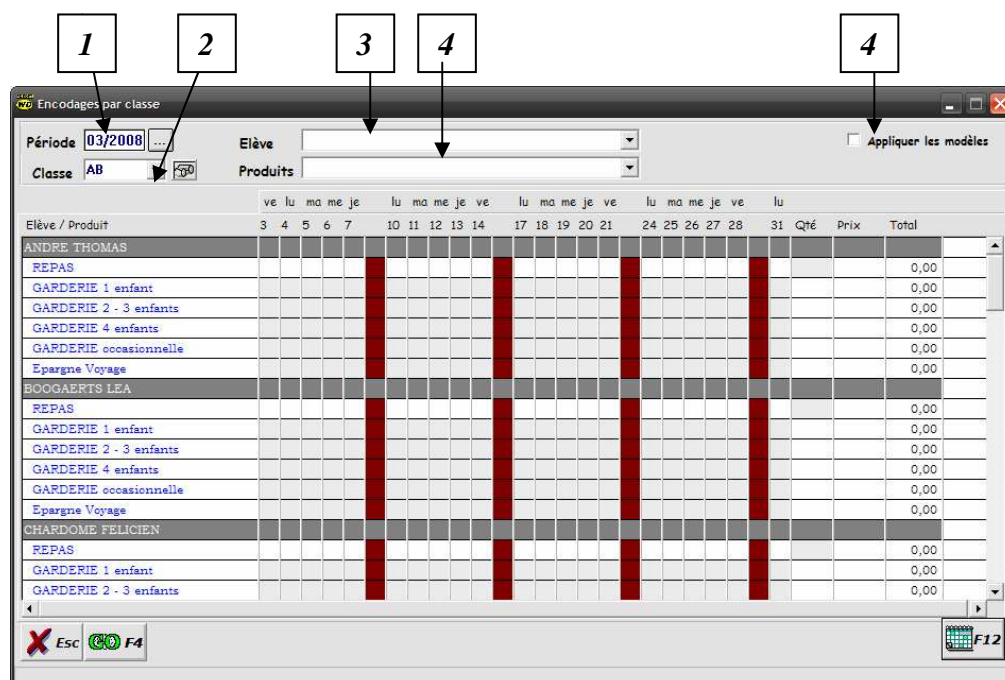 1 2 3 4 4
Encodages par classe
Période 03/2008 ... Elève Appliquer les modèles
Classe AB Produits
ve lu ma me je lu ma me je ve lu ma me je ve lu ma me je ve lu
Elève / Produit 3 4 5 6 7 10 11 12 13 14 17 18 19 20 21 24 25 26 27 28 31 Qté Prix Total
ANDRE THOMAS
REPAS 0,00
GARDERIE 1 enfant 0,00
GARDERIE 2 - 3 enfants 0,00
GARDERIE 4 enfants 0,00
GARDERIE occasionnelle 0,00
Epargne Voyage 0,00
BOOGAERTS LEA
REPAS 0,00
GARDERIE 1 enfant 0,00
GARDERIE 2 - 3 enfants 0,00
GARDERIE 4 enfants 0,00
GARDERIE occasionnelle 0,00
Epargne Voyage 0,00
CHARDOME FELICIEN
REPAS 0,00
GARDERIE 1 enfant 0,00
GARDERIE 2 - 3 enfants 0,00
Esc GO F4 F12